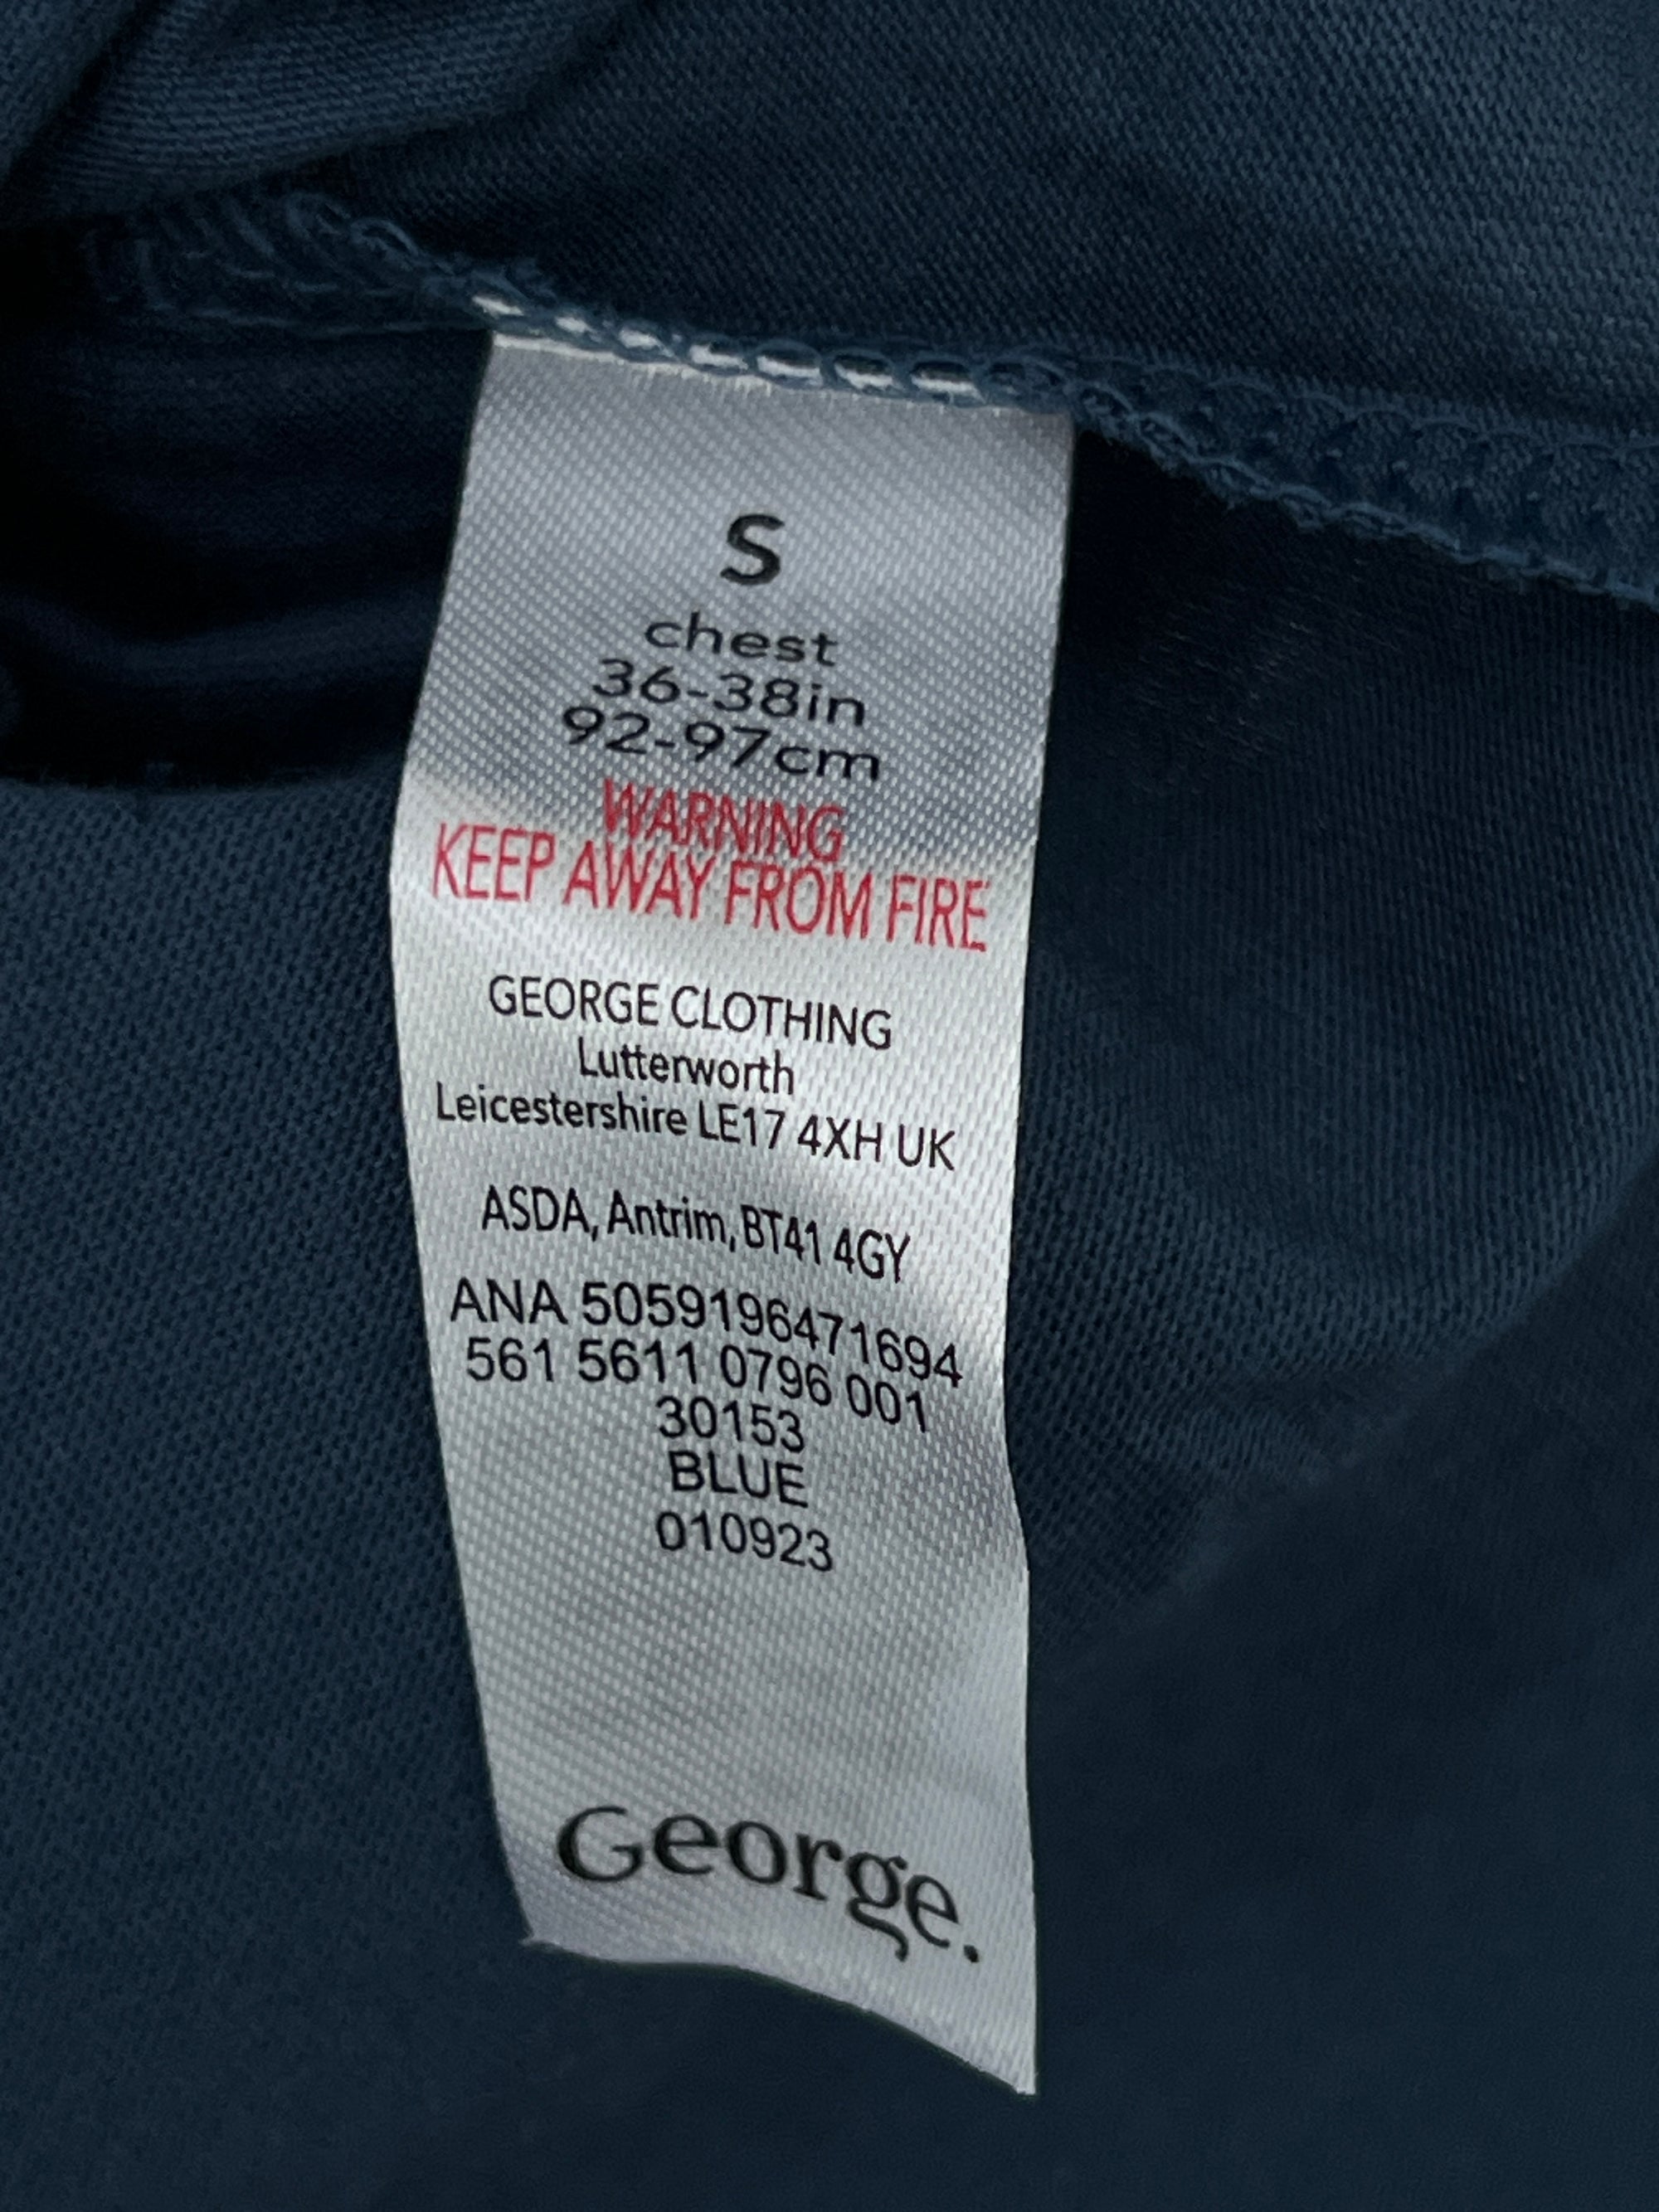 S
chest
36-38in
92-97cm
WARNING
KEEP AWAY FROM FIRE
GEORGE CLOTHING
Lutterworth
Leicestershire LE17 4XH UK
ASDA, Antrim, BT41 4GY
ANA 5059196471694
561 5611 0796 001
30153
BLUE
010923
George.